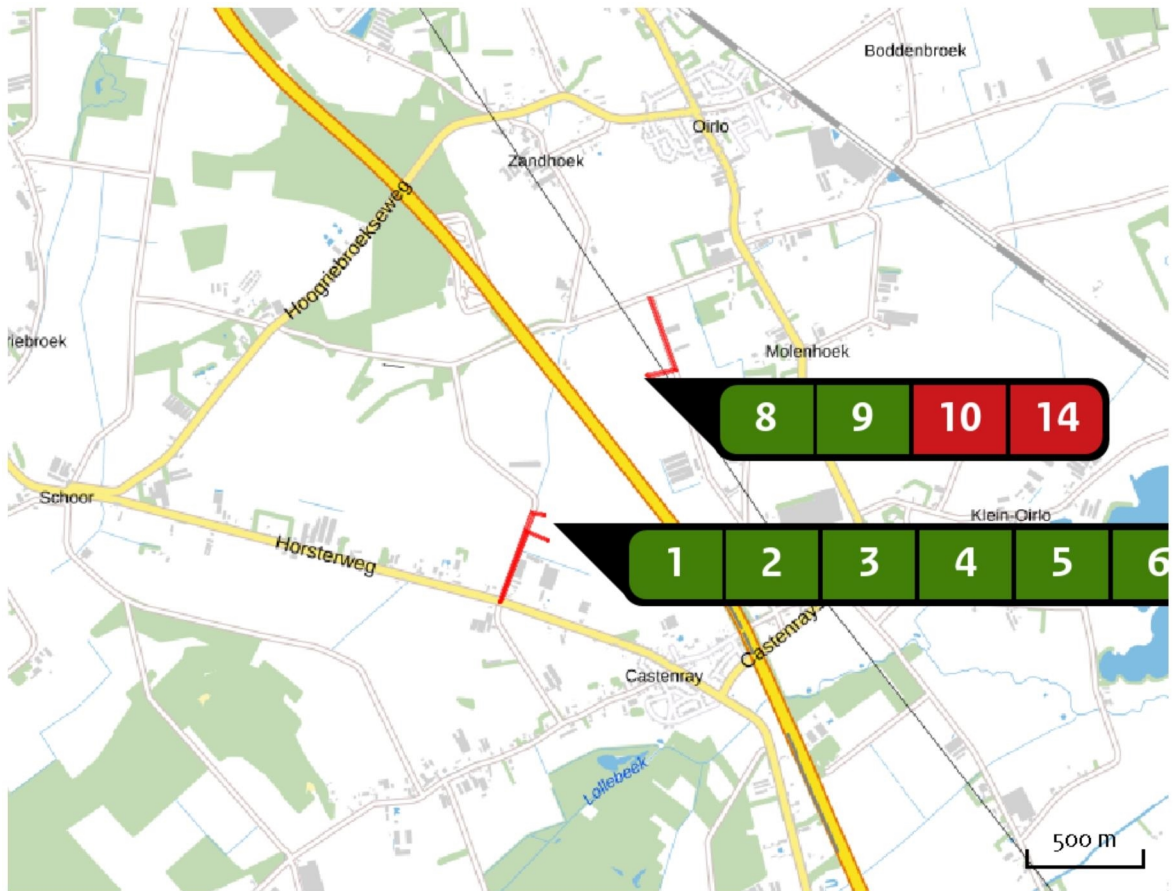 Boddenbroek
Oirlo
Zandhoek
Hoogriebroekseweg
riebroek
Molenhoek
8 9 10 14
Schoor
Klein-Oirlo
Horsterweg
1 2 3 4 5 6
Castenray
Castenray
Lollebeek
500 m